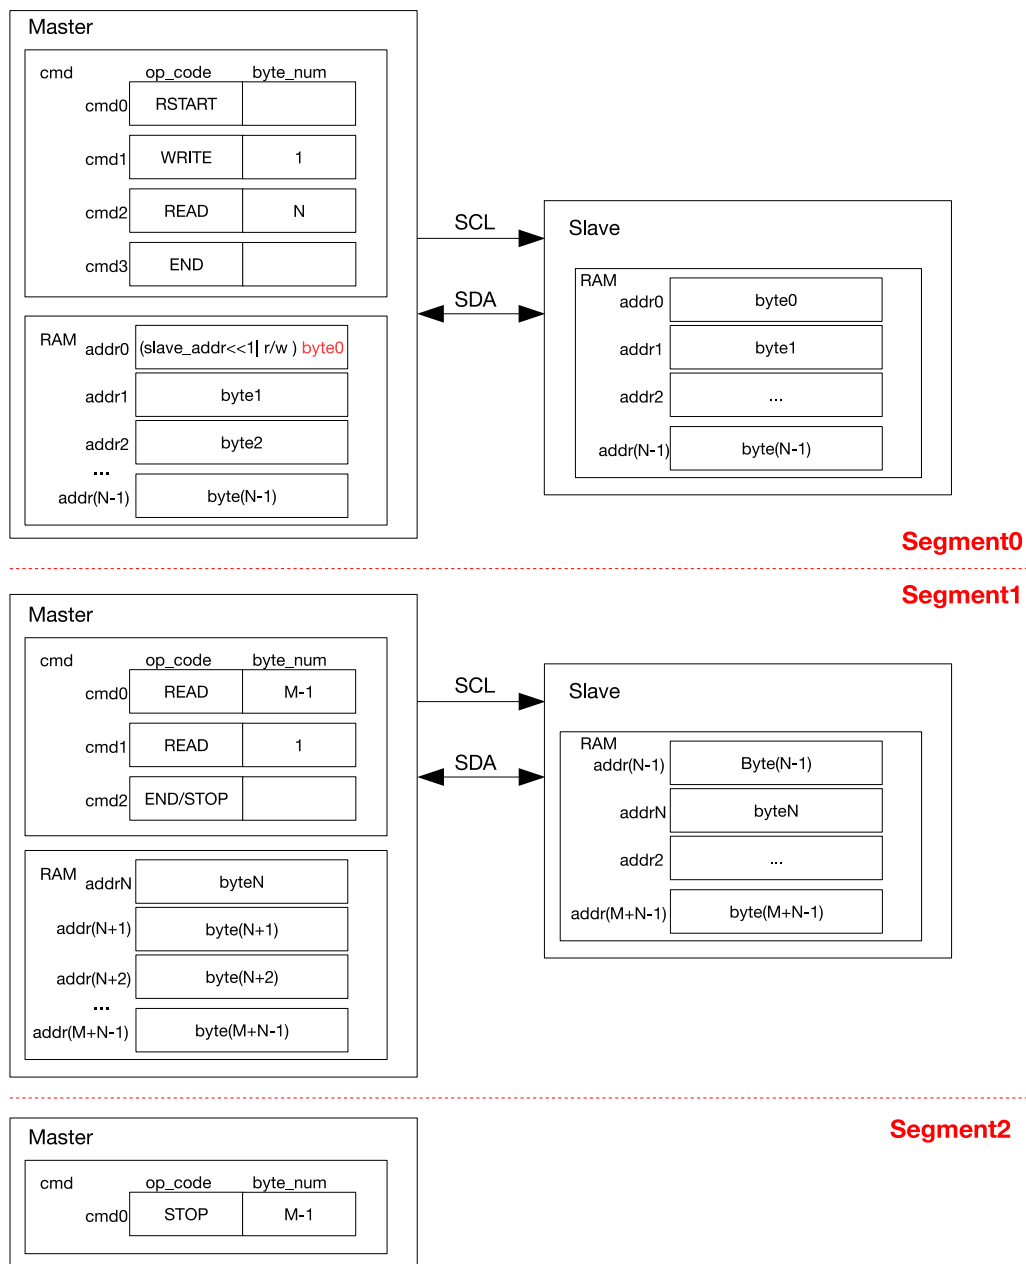 Master
cmd op_code byte_num
cmd0 RSTART
cmd1 WRITE 1
cmd2 READ N
cmd3 END
RAM addr0 (slave_addr<<1| r/w ) byte0
addr1 byte1
addr2 byte2
...
addr(N-1) byte(N-1)
SCL
SDA
Slave
RAM
addr0 byte0
addr1 byte1
addr2 ...
addr(N-1) byte(N-1)
Segment0
Segment1
Master
cmd op_code byte_num
cmd0 READ M-1
cmd1 READ 1
cmd2 END/STOP
RAM addrN byteN
addr(N+1) byte(N+1)
addr(N+2) byte(N+2)
...
addr(M+N-1) byte(M+N-1)
SCL
SDA
Slave
RAM
addr(N-1) Byte(N-1)
addrN byteN
addr2 ...
addr(M+N-1) byte(M+N-1)
Segment2
Master
cmd op_code byte_num
cmd0 STOP M-1